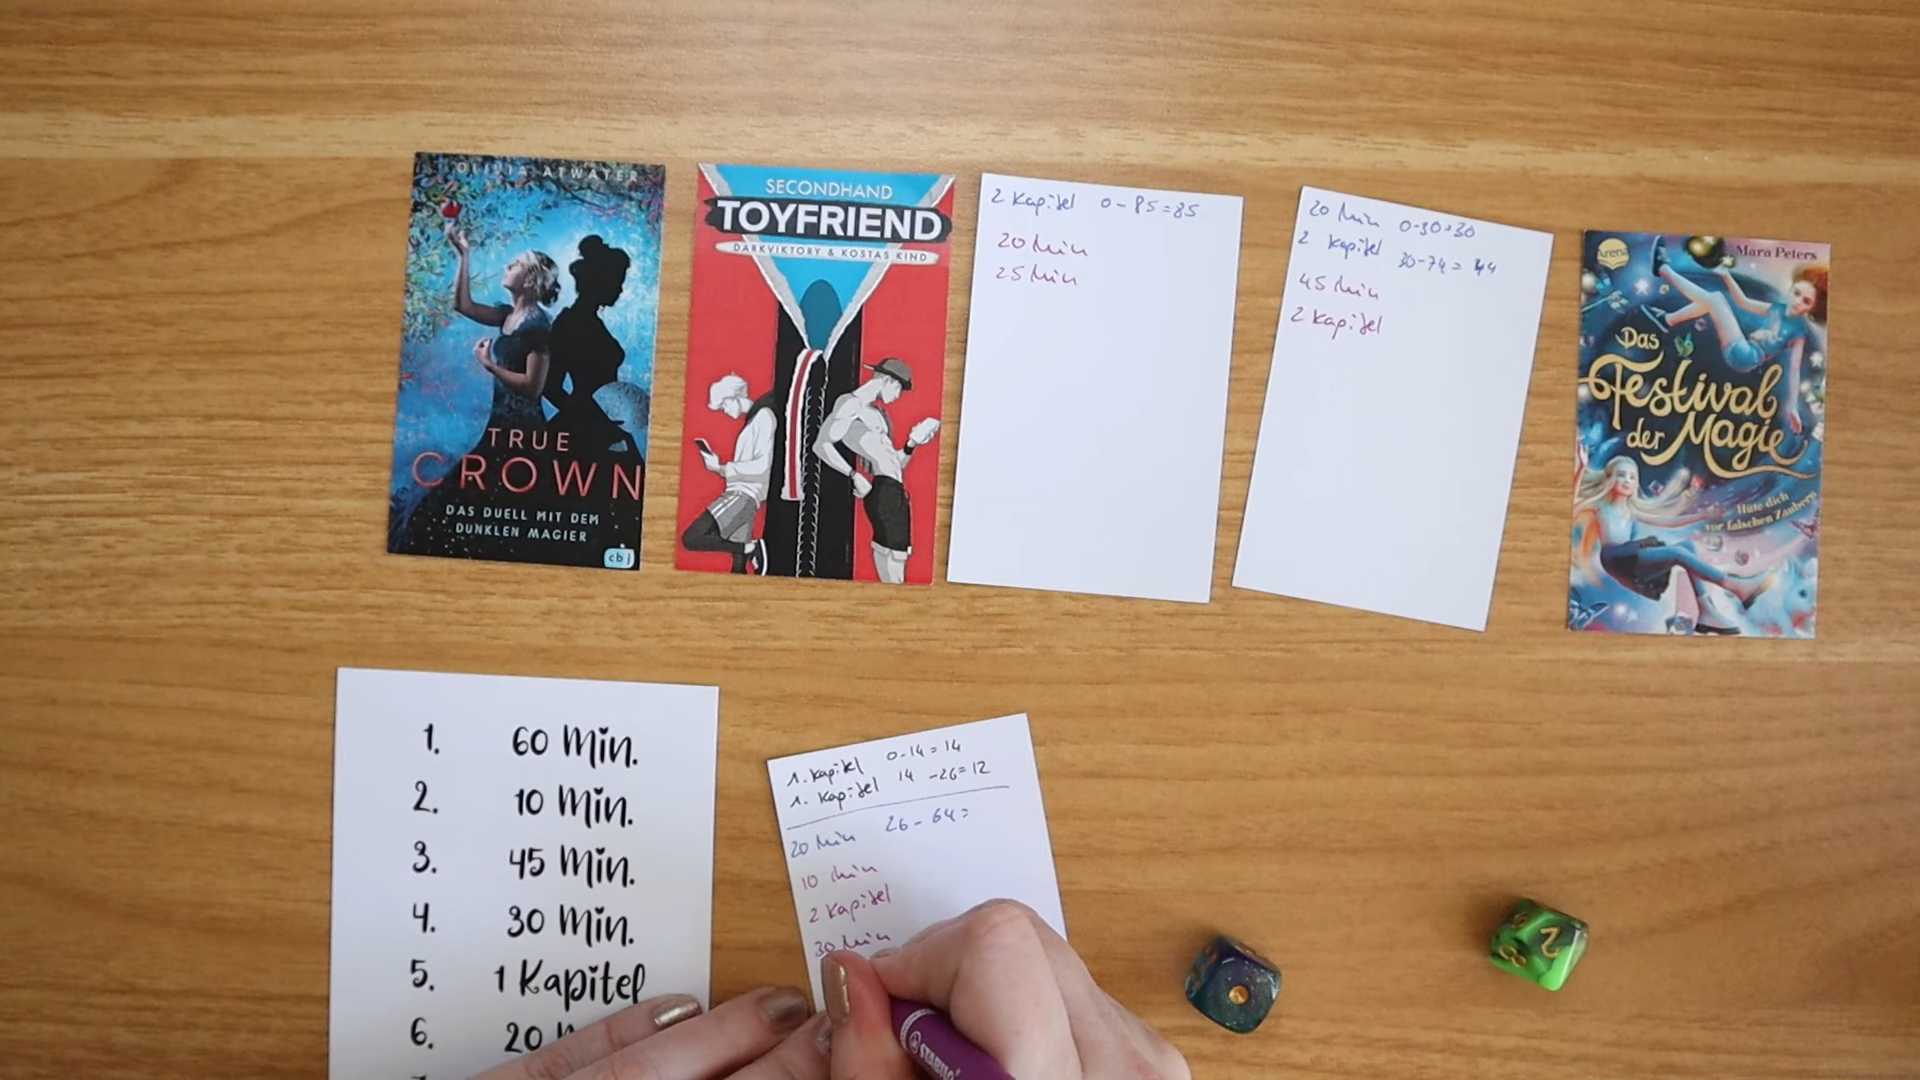 OLIVIA ATWATER
TRUE
CROWN
DAS DUELL MIT DEM
DUNKLEN MAGIER
cbj
SECONDHAND
TOYFRIEND
DARKVIKTORY & KOSTAS KIND
2 Kapitel 0-85=85
20 Min
25 Min
20 Min 0-30=30
2 Kapitel 30-74=44
45 Min
2 Kapitel
Arena
Mara Peters
Das
Festival
der Magie
Hüte dich
vor falschen Zaubern
1. 60 Min.
2. 10 Min.
3. 45 Min.
4. 30 Min.
5. 1 Kapitel
6. 20
1. Kapitel 0-14=14
1. Kapitel 14-26=12
20 Min 26-64=
10 Min
2 Kapitel
30 Min
2
STABILO